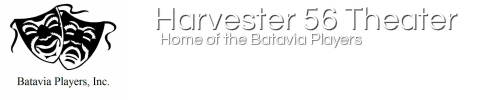 Harvester 56 Theater
Home of the Batavia Players
Batavia Players, Inc.